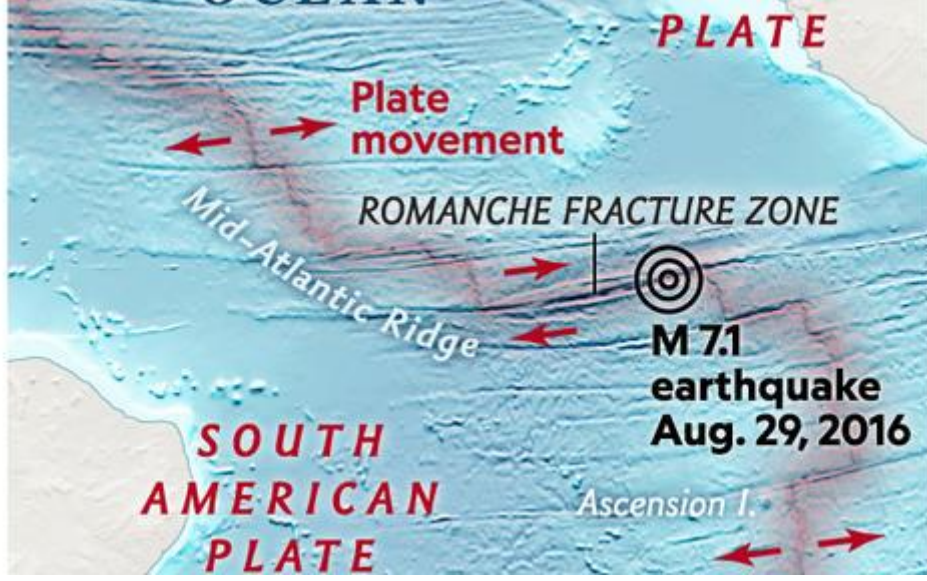 OCEAN
PLATE
Plate
movement
ROMANCHE FRACTURE ZONE
Mid-Atlantic Ridge
M 7.1
earthquake
Aug. 29, 2016
SOUTH
AMERICAN
PLATE
Ascension I.